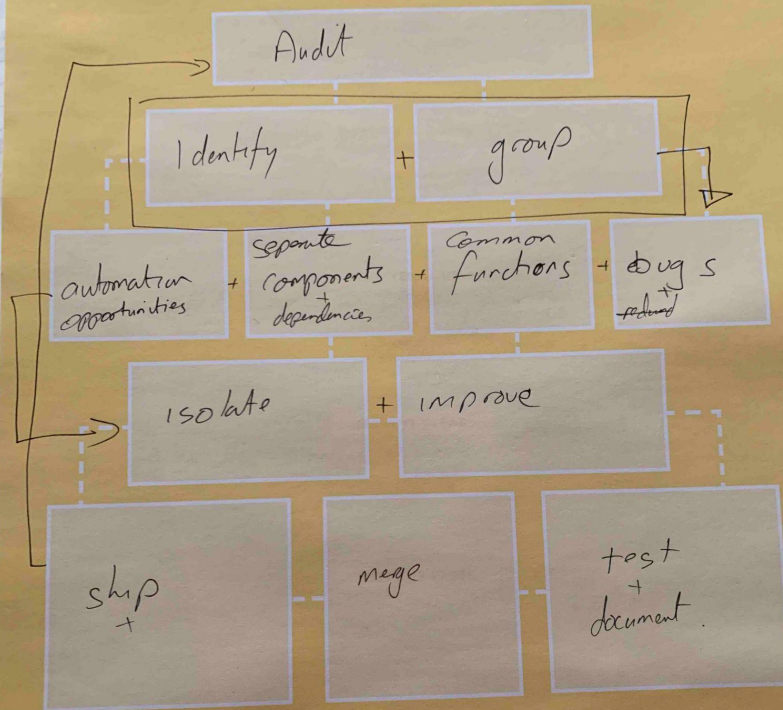 Audit
Identify + group
automation
opportunities
+
separate
components
+
dependencies
+
common
functions
+
bugs
+
isolate + improve
ship
+
merge
test
+
document.